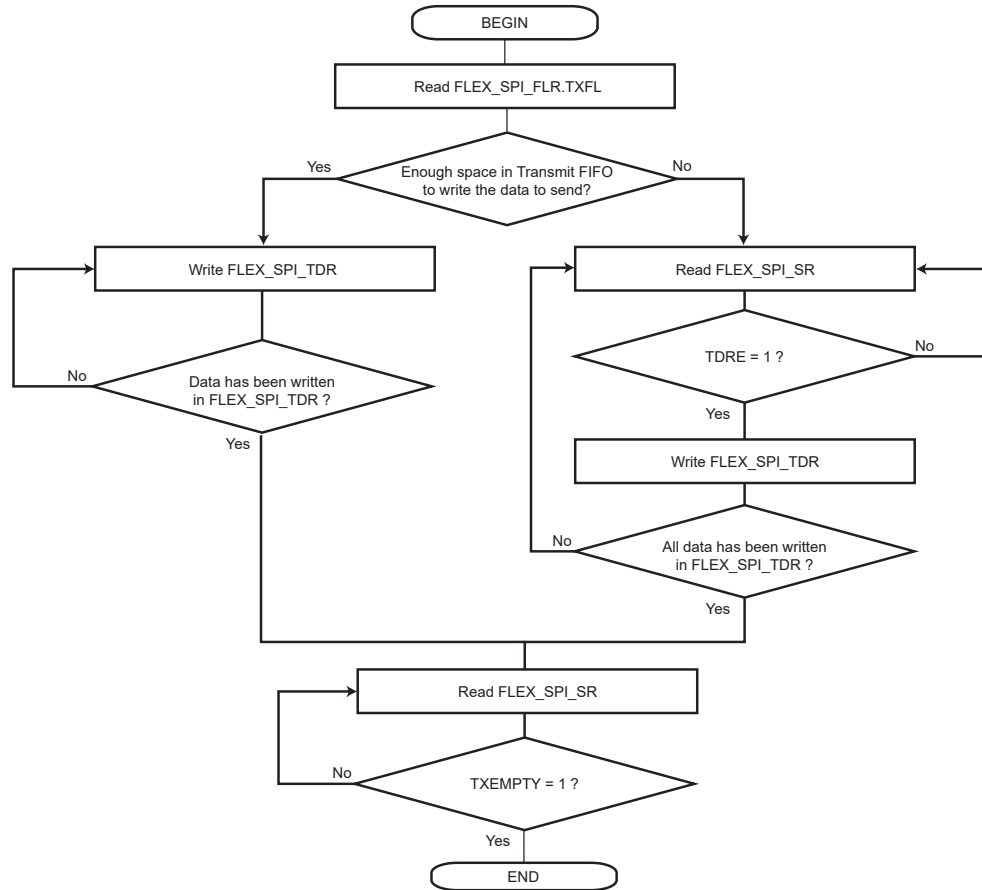 BEGIN
Read FLEX_SPI_FLR.TXFL
Yes
Enough space in Transmit FIFO
to write the data to send?
No
Write FLEX_SPI_TDR
Read FLEX_SPI_SR
No
Data has been written
in FLEX_SPI_TDR ?
Yes
TDRE = 1 ?
No
Yes
Write FLEX_SPI_TDR
No
All data has been written
in FLEX_SPI_TDR ?
Yes
Read FLEX_SPI_SR
No
TXEMPTY = 1 ?
Yes
END